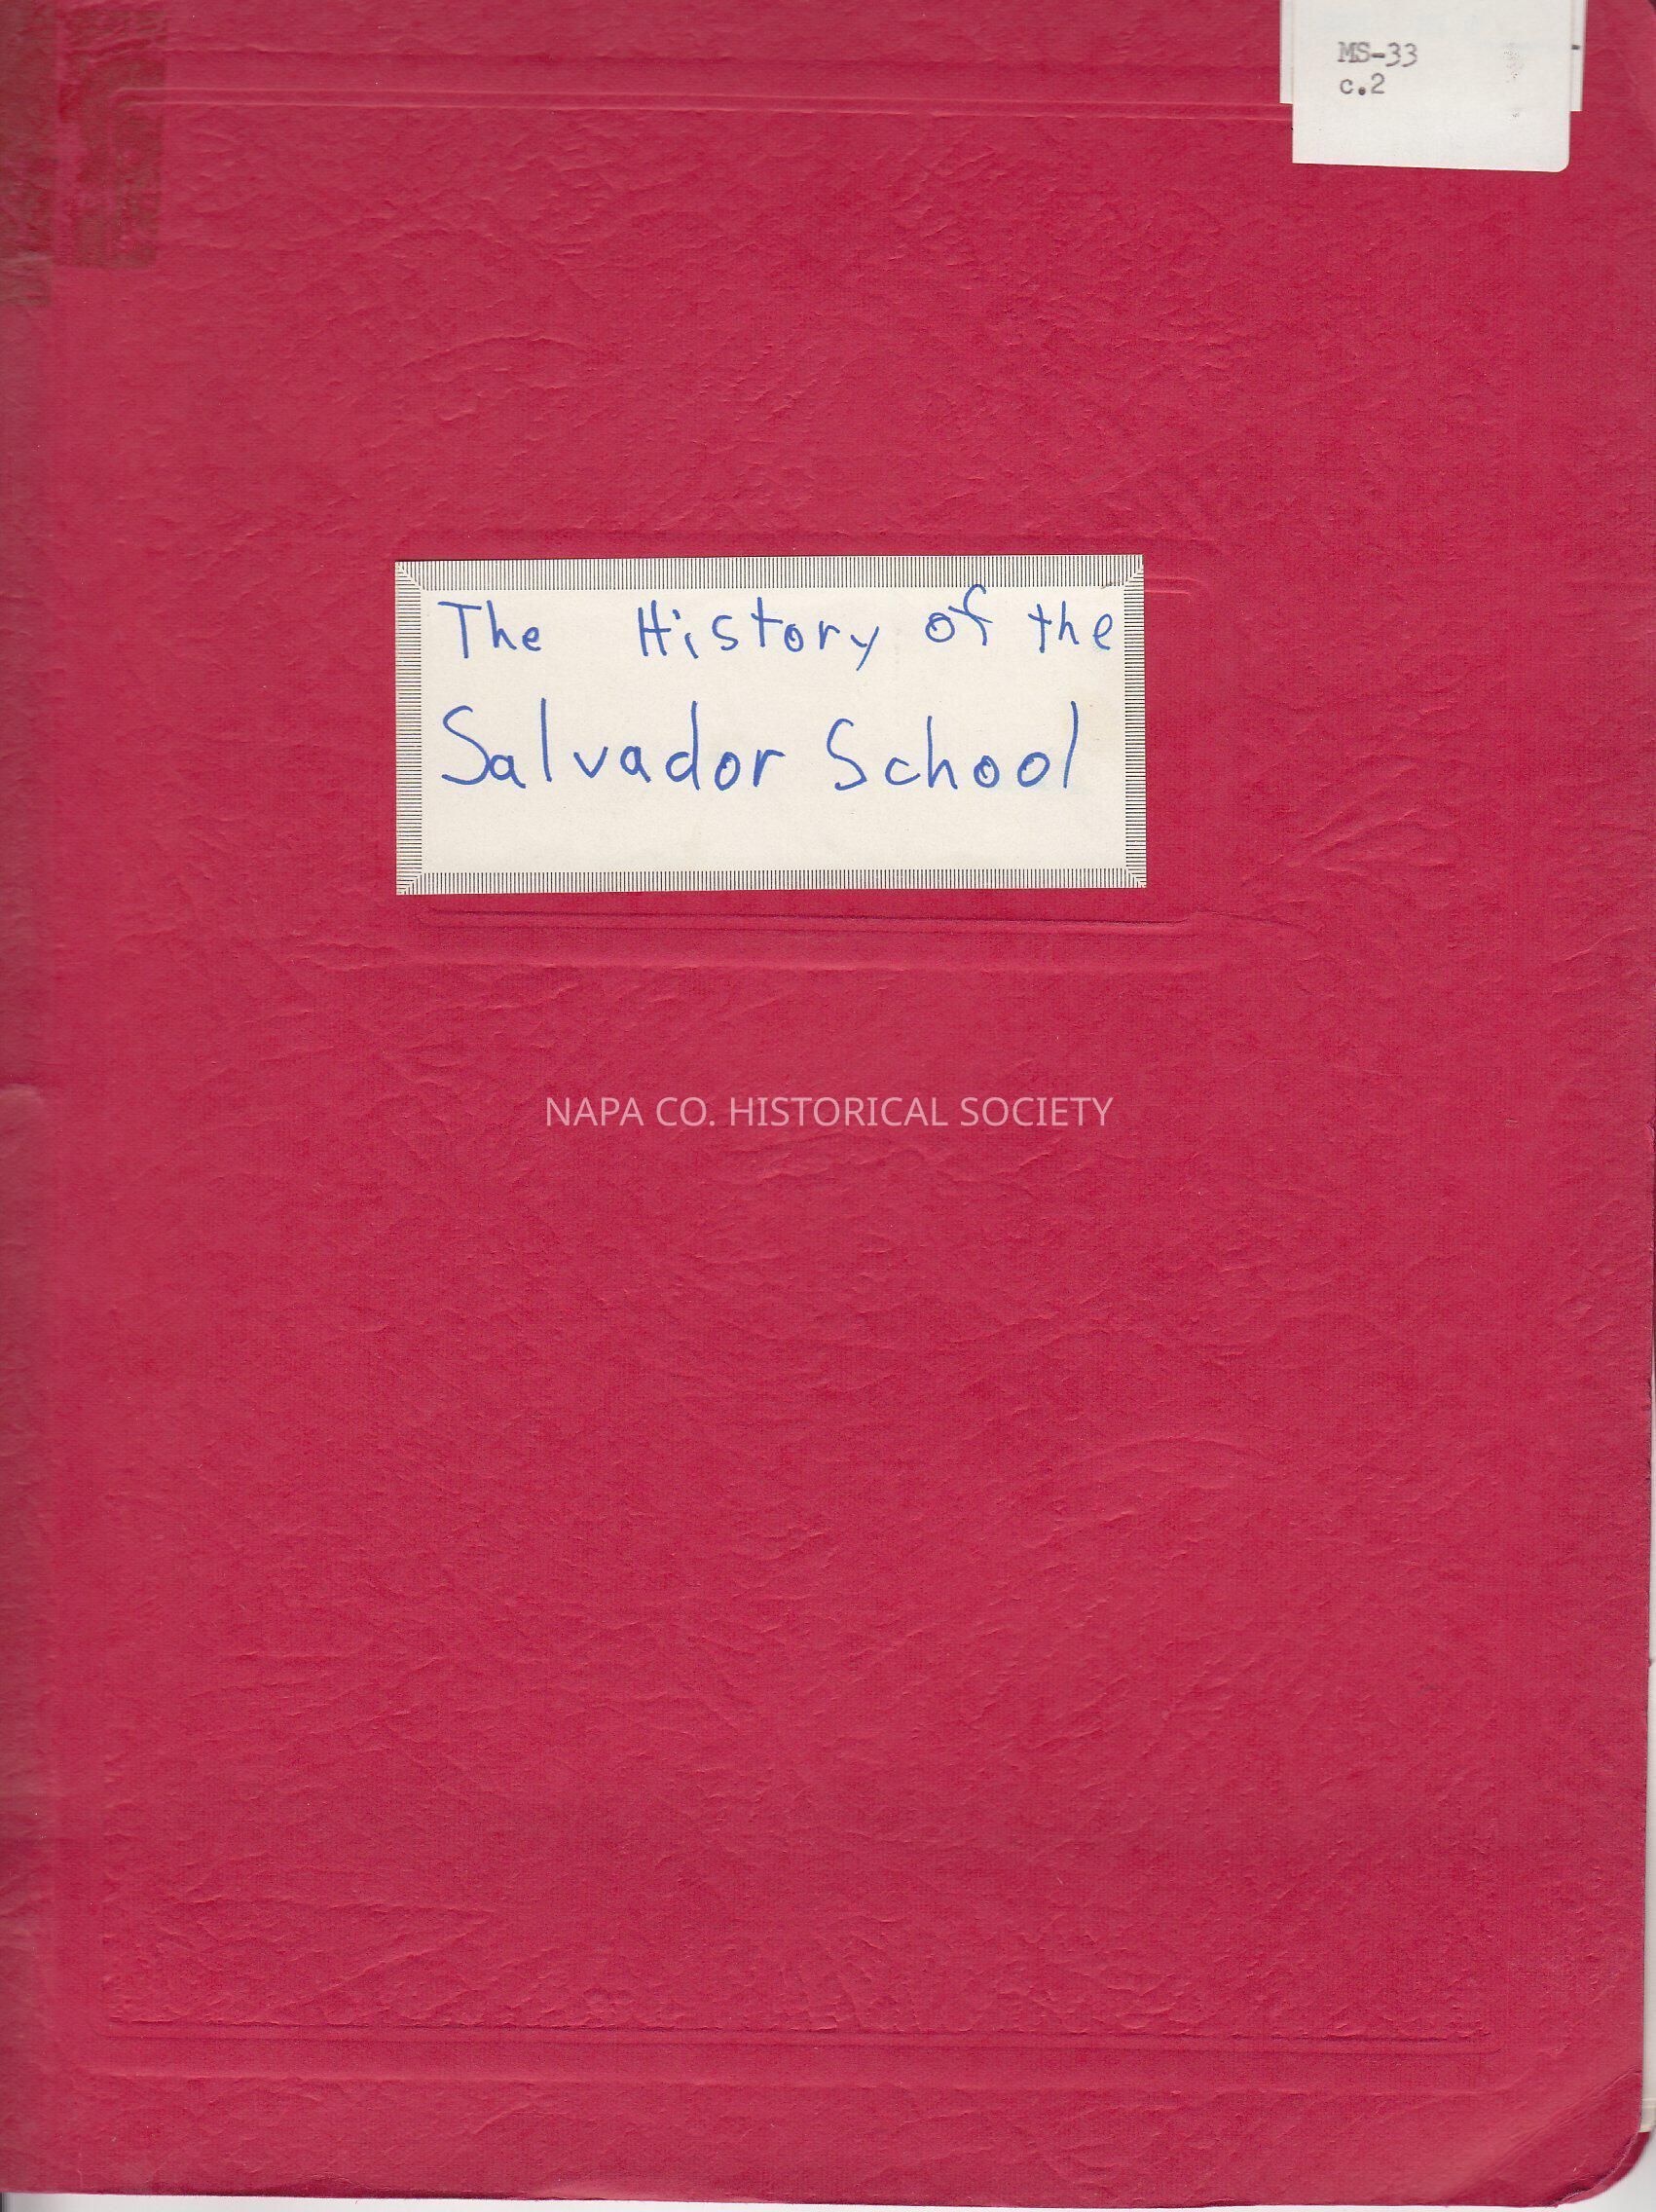 MS-33
c.2
The History of the
Salvador School
NAPA CO. HISTORICAL SOCIETY